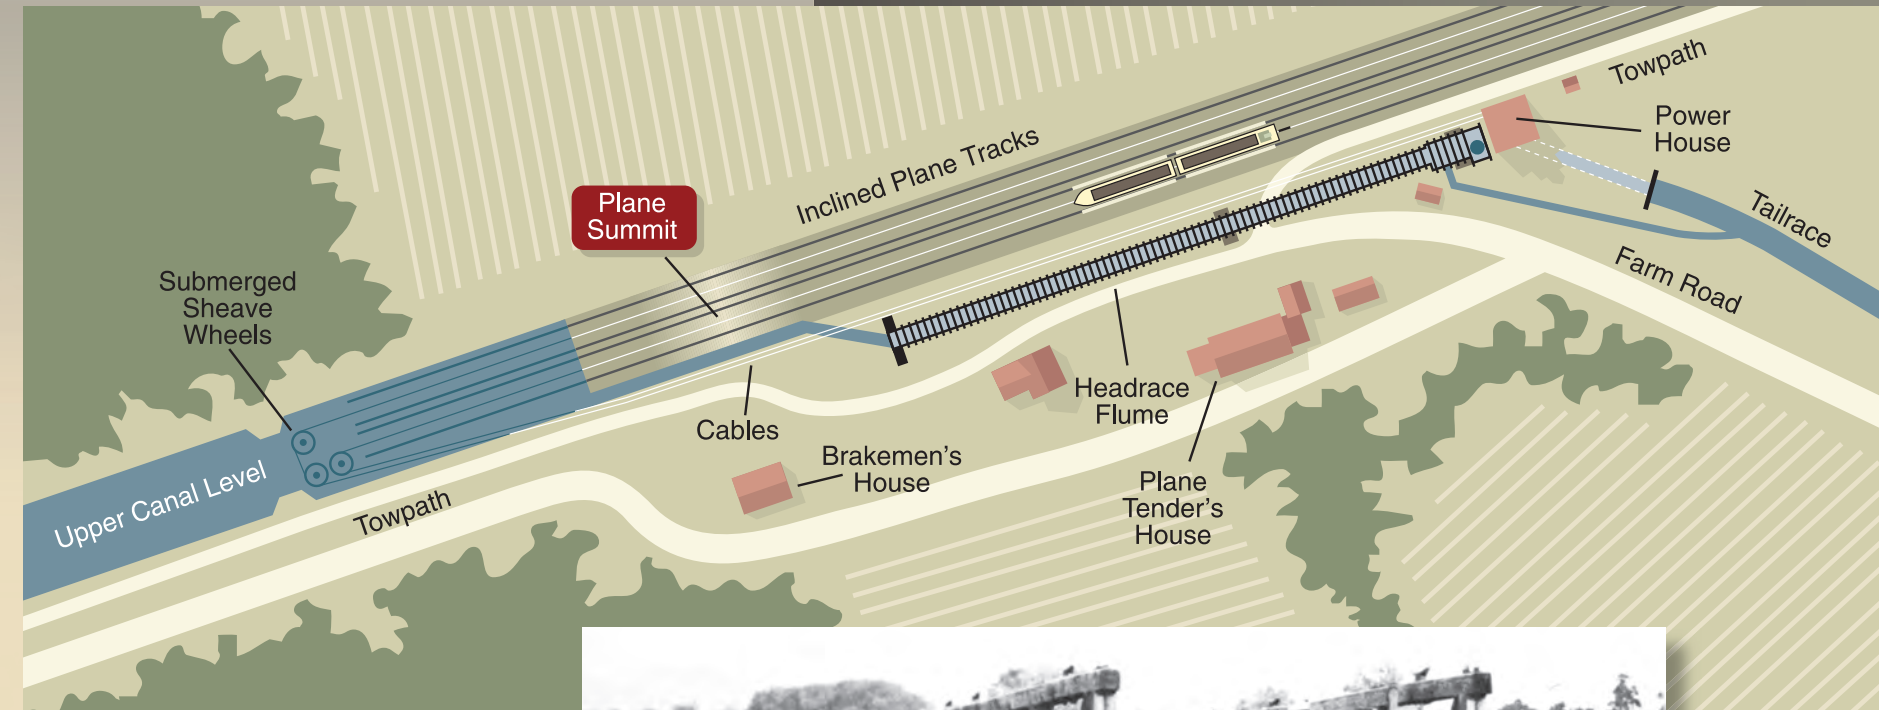 Towpath
Power
House
Inclined Plane Tracks
Plane
Summit
Tailrace
Farm Road
Submerged
Sheave
Wheels
Headrace
Flume
Cables
Brakemen’s
House
Plane
Tender’s
House
Upper Canal Level
Towpath